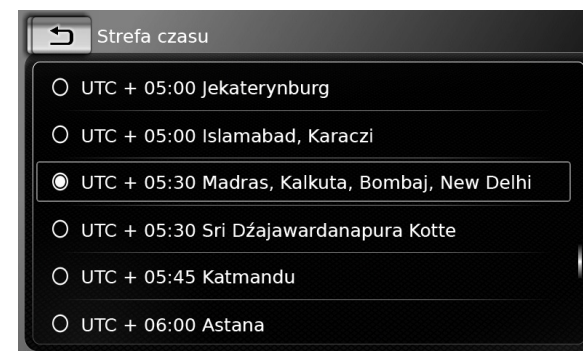 Strefa czasu
UTC + 05:00 Jekaterynburg
UTC + 05:00 Islamabad, Karaczi
UTC + 05:30 Madras, Kalkuta, Bombaj, New Delhi
UTC + 05:30 Sri Dźajawardanapura Kotte
UTC + 05:45 Katmandu
UTC + 06:00 Astana